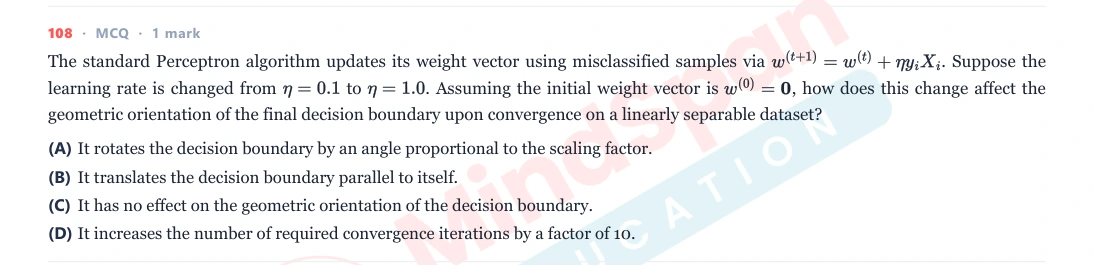 108 · MCQ · 1 mark
The standard Perceptron algorithm updates its weight vector using misclassified samples via w^{(t+1)} = w^{(t)} + ηy_iX_i. Suppose the
learning rate is changed from η = 0.1 to η = 1.0. Assuming the initial weight vector is w^{(0)} = 0, how does this change affect the
geometric orientation of the final decision boundary upon convergence on a linearly separable dataset?
(A) It rotates the decision boundary by an angle proportional to the scaling factor.
(B) It translates the decision boundary parallel to itself.
(C) It has no effect on the geometric orientation of the decision boundary.
(D) It increases the number of required convergence iterations by a factor of 10.
Mindspan
UCATION